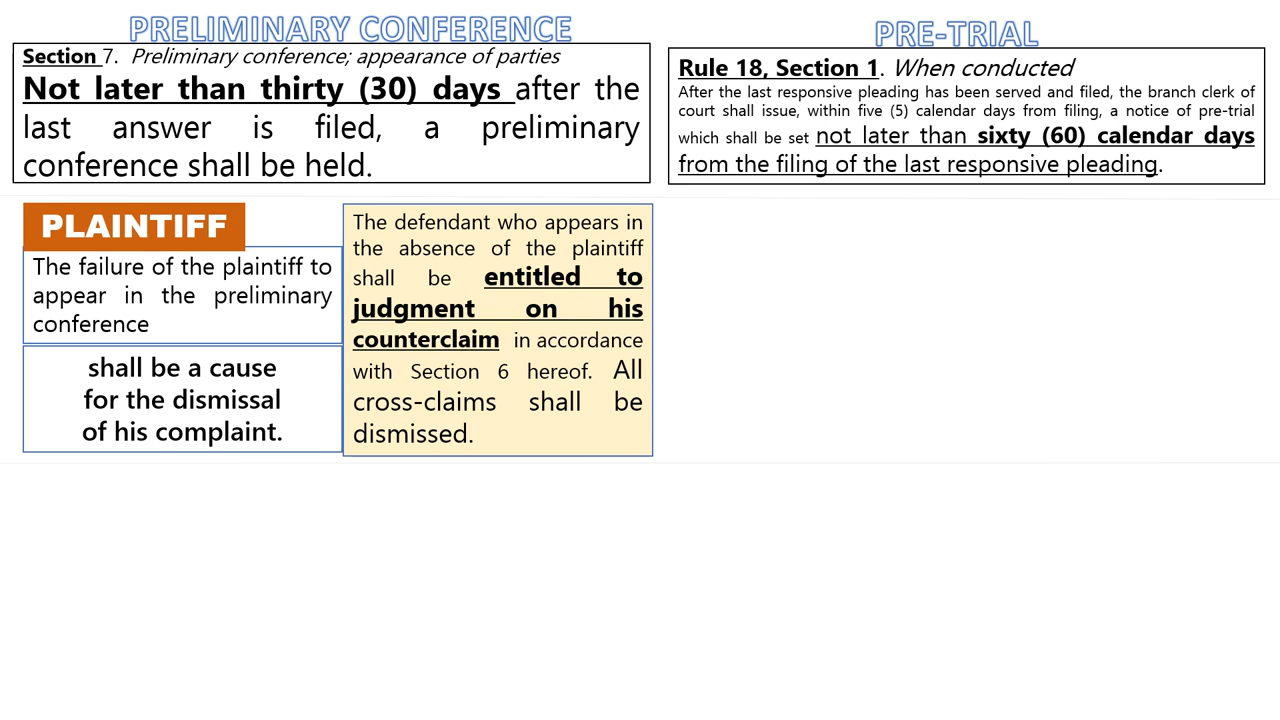 PRELIMINARY CONFERENCE
Section 7. Preliminary conference; appearance of parties
Not later than thirty (30) days after the
last answer is filed, a preliminary
conference shall be held.
PRE-TRIAL
Rule 18, Section 1. When conducted
After the last responsive pleading has been served and filed, the branch clerk of
court shall issue, within five (5) calendar days from filing, a notice of pre-trial
which shall be set not later than sixty (60) calendar days
from the filing of the last responsive pleading.
PLAINTIFF
The failure of the plaintiff to
appear in the preliminary
conference
shall be a cause
for the dismissal
of his complaint.
The defendant who appears in
the absence of the plaintiff
shall be entitled to
judgment on his
counterclaim in accordance
with Section 6 hereof. All
cross-claims shall be
dismissed.